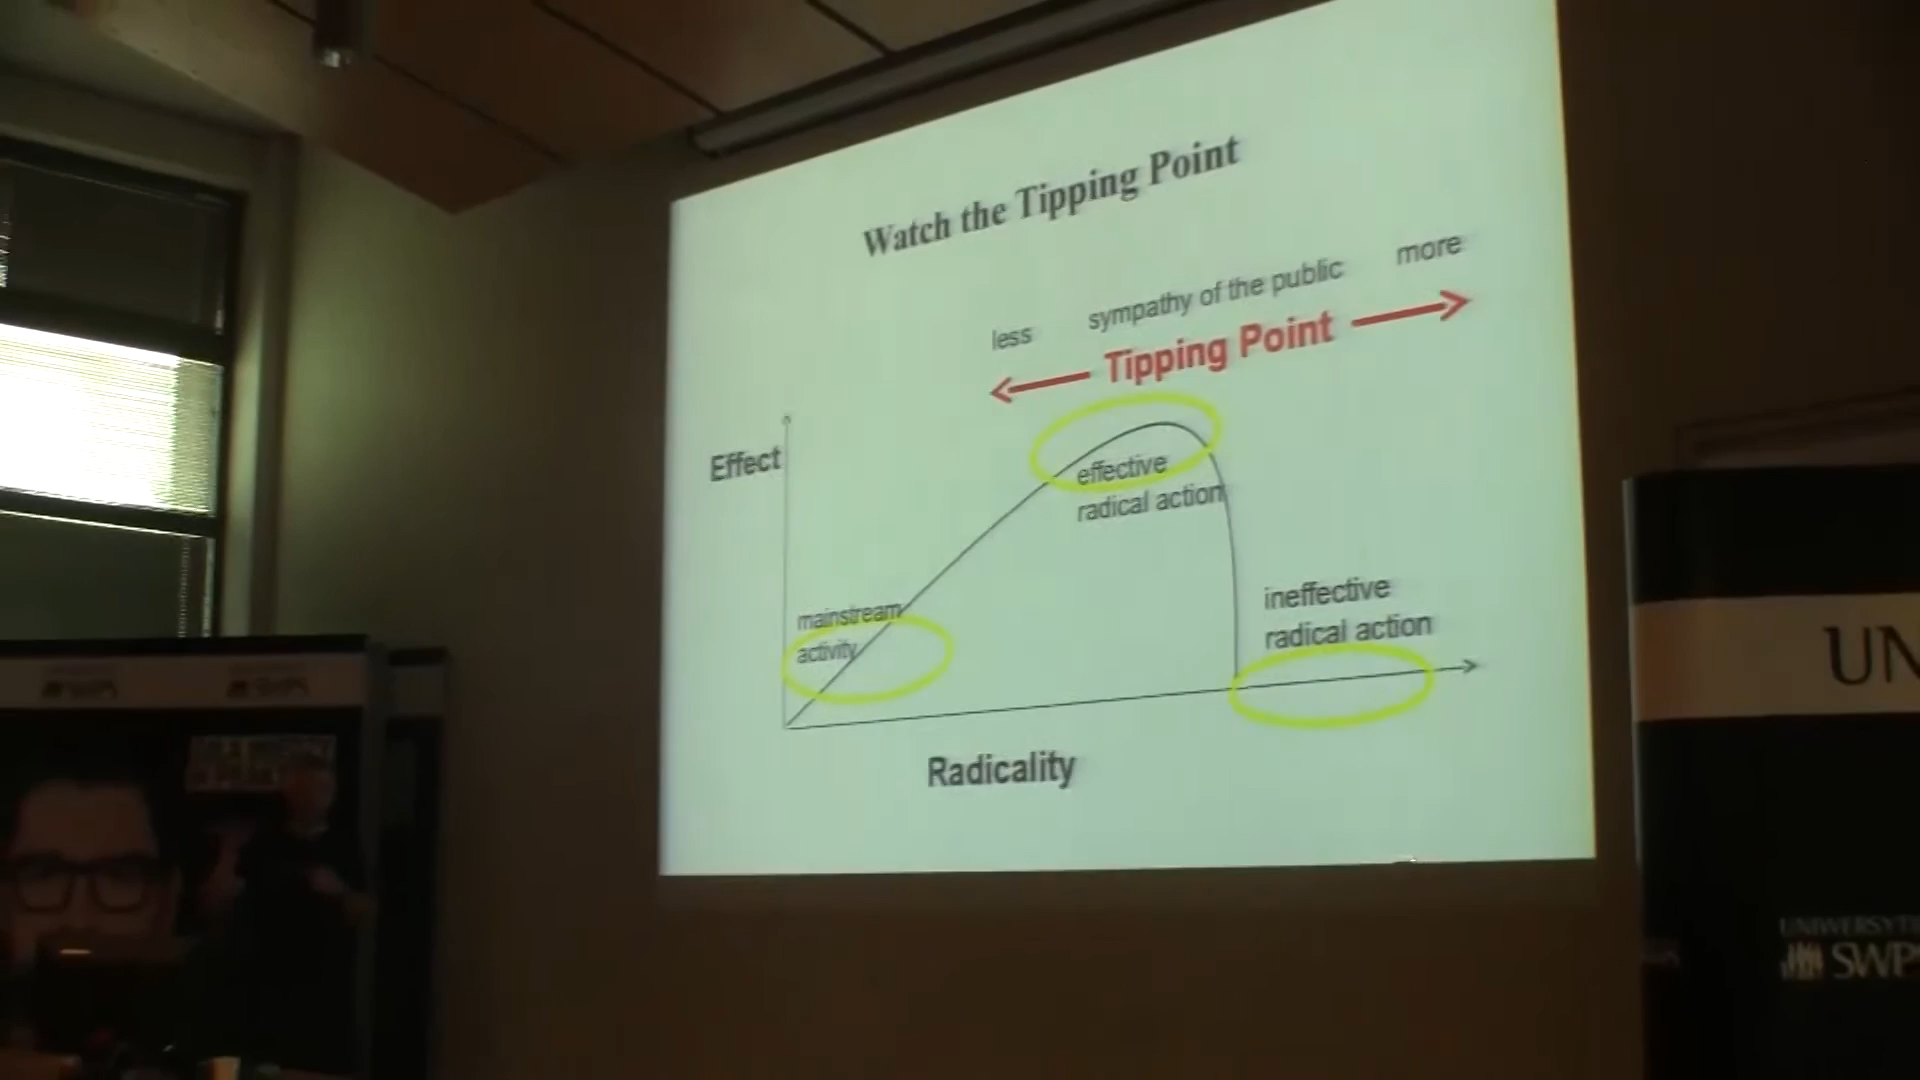 Watch the Tipping Point
less sympathy of the public more
Tipping Point
Effect
effective
radical action
mainstream
activity
ineffective
radical action
Radicality
UN
UNIWERSYTE
SWPS